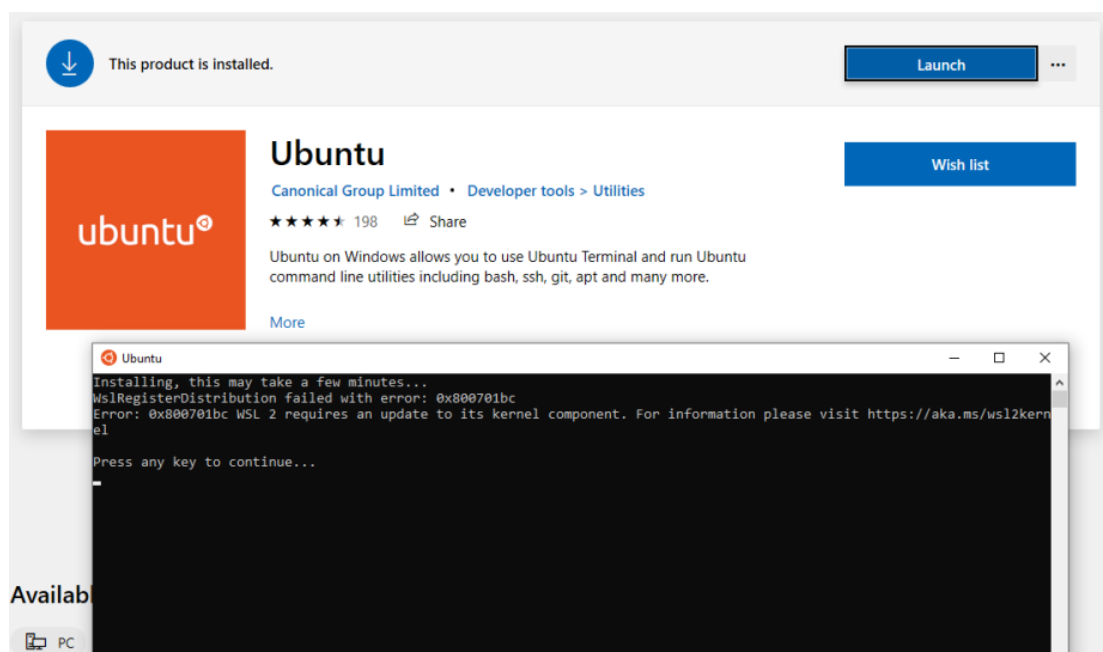 This product is installed.
Launch
...
Ubuntu
Canonical Group Limited • Developer tools > Utilities
198 Share
Ubuntu on Windows allows you to use Ubuntu Terminal and run Ubuntu
command line utilities including bash, ssh, git, apt and many more.
More
Wish list
ubuntu
Ubuntu
Installing, this may take a few minutes...
WslRegisterDistribution failed with error: 0x800701bc
Error: 0x800701bc WSL 2 requires an update to its kernel component. For information please visit https://aka.ms/wsl2kern
el
Press any key to continue...
Availabl
PC